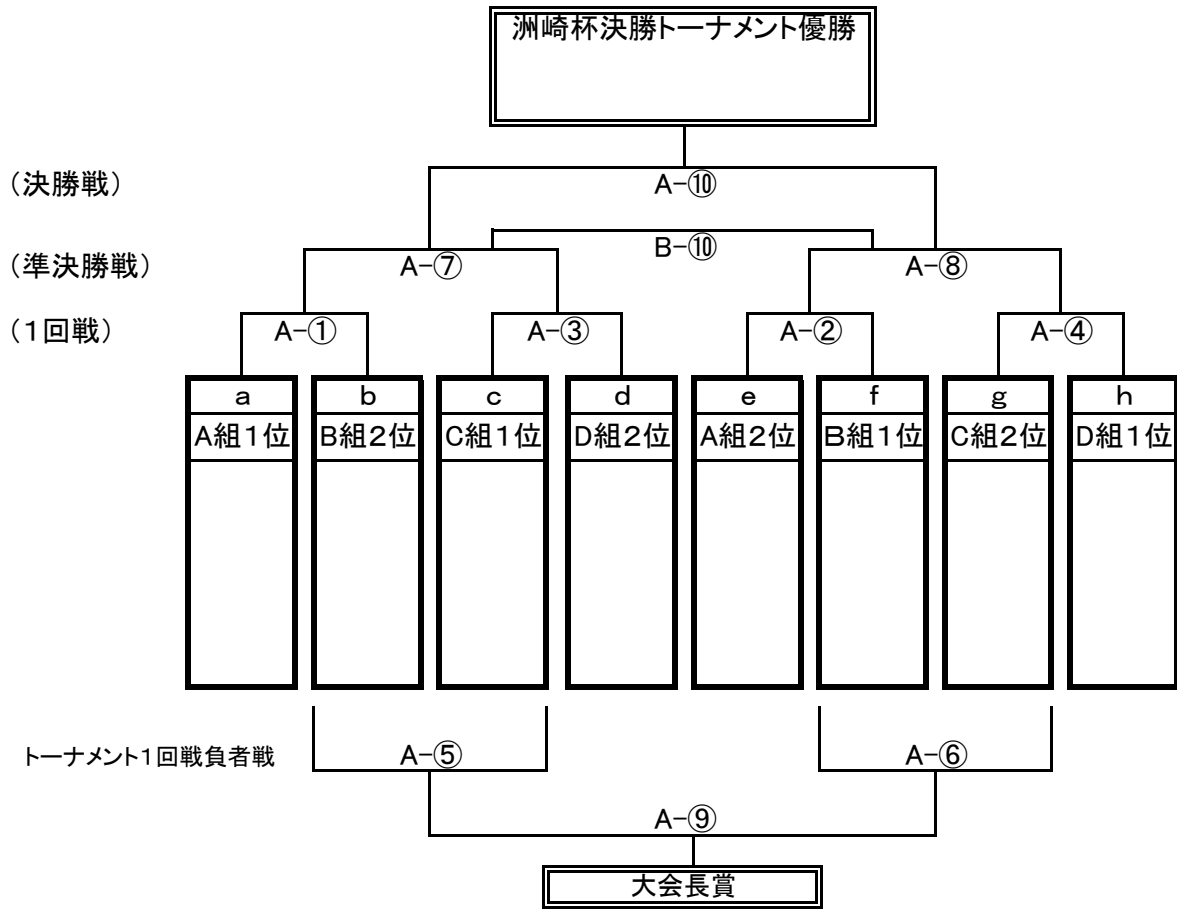 洲崎杯決勝トーナメント優勝
（決勝戦）
A-⑩
B-⑩
（準決勝戦）
A-⑦
A-⑧
（１回戦）
A-①
A-③
A-②
A-④
a b c d e f g h
A組１位 B組２位 C組１位 D組２位 A組２位 B組１位 C組２位 D組１位
トーナメント１回戦負者戦
A-⑤
A-⑥
A-⑨
大会長賞